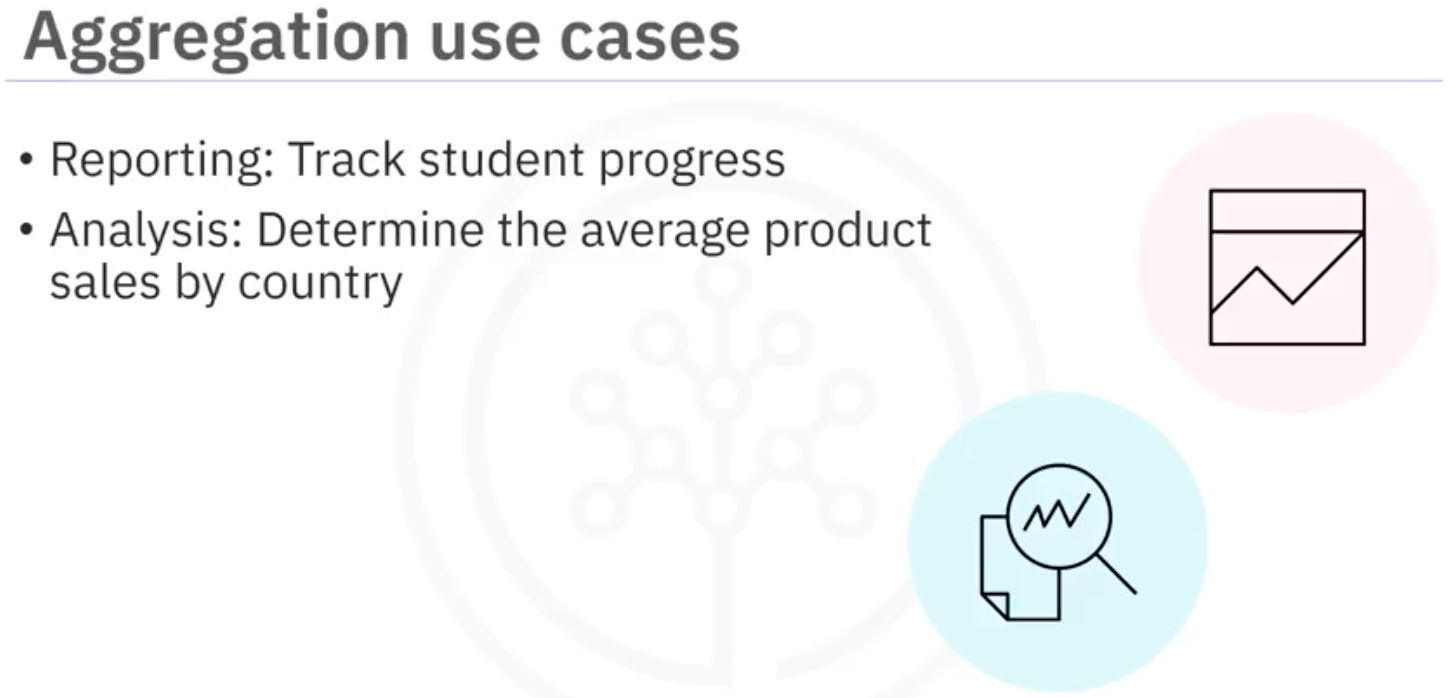 Aggregation use cases
• Reporting: Track student progress
• Analysis: Determine the average product
sales by country